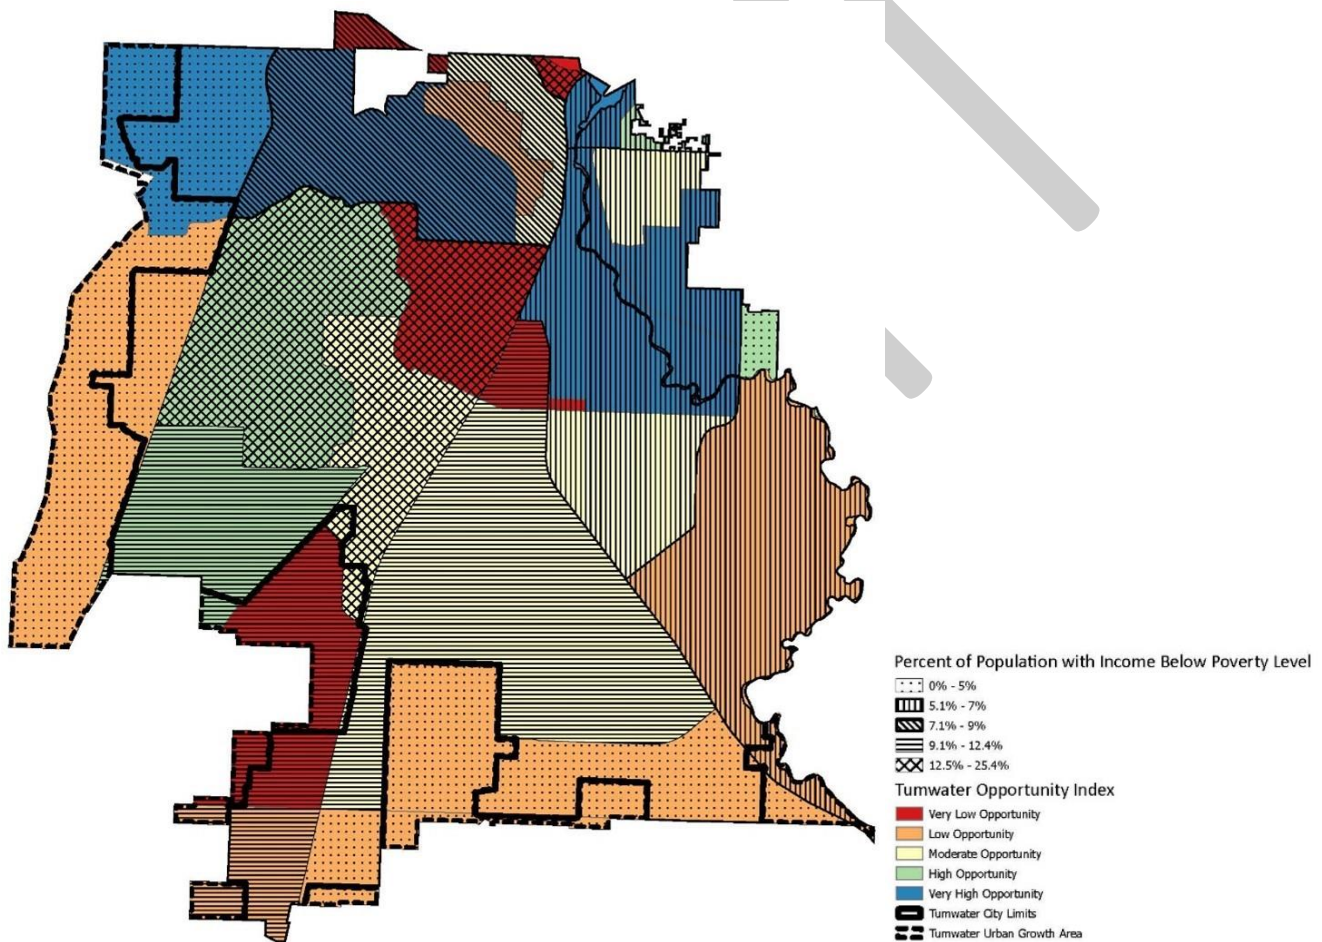 Percent of Population with Income Below Poverty Level
0% - 5%
5.1% - 7%
7.1% - 9%
9.1% - 12.4%
12.5% - 25.4%
Tumwater Opportunity Index
Very Low Opportunity
Low Opportunity
Moderate Opportunity
High Opportunity
Very High Opportunity
Tumwater City Limits
Tumwater Urban Growth Area